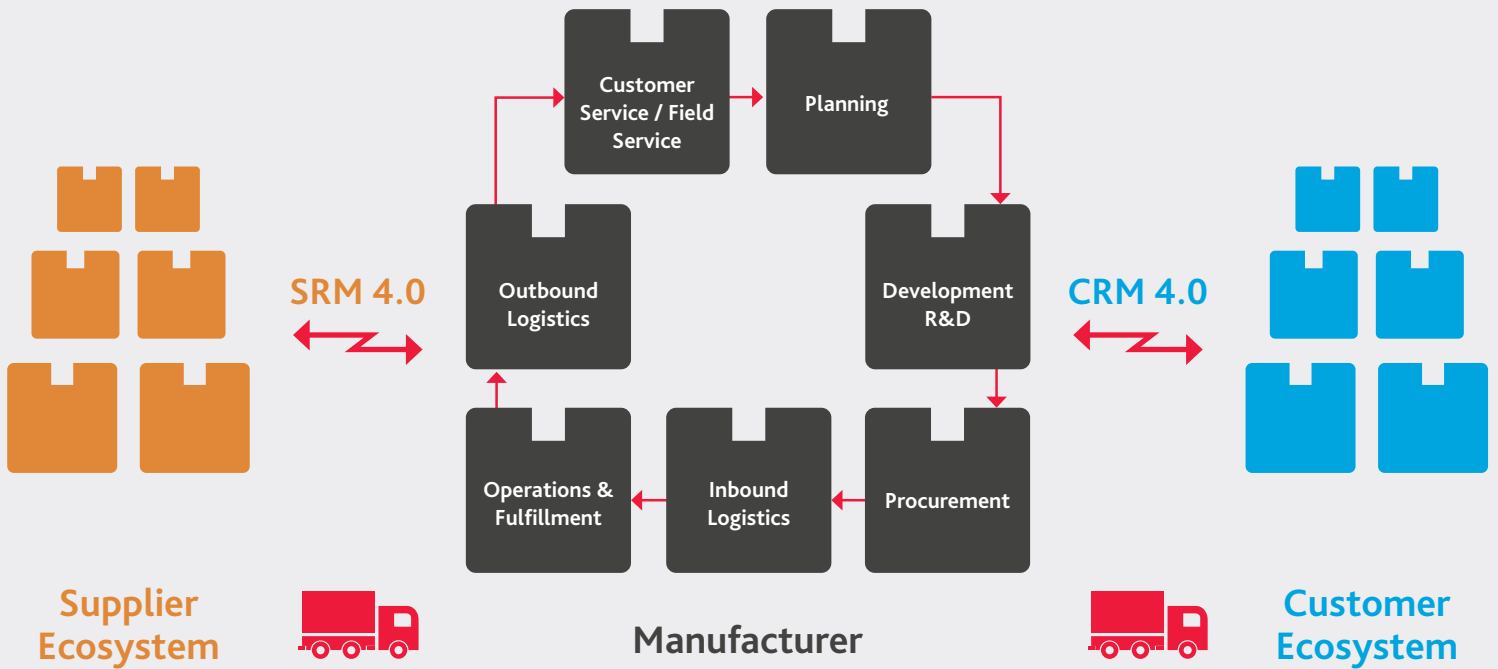 Customer
Service / Field
Service
Planning
Outbound
Logistics
Development
R&D
SRM 4.0
CRM 4.0
Operations &
Fulfillment
Inbound
Logistics
Procurement
Supplier
Ecosystem
Manufacturer
Customer
Ecosystem